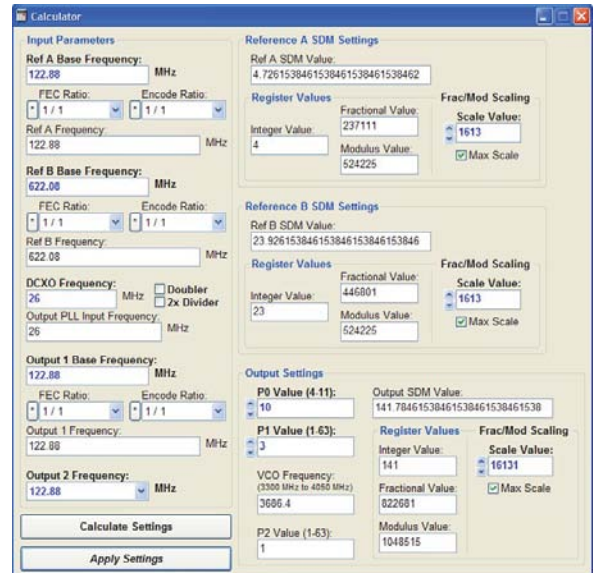 Calculator
Input Parameters
Ref A Base Frequency:
122.88 MHz
FEC Ratio: Encode Ratio:
* 1 / 1 * 1 / 1
Ref A Frequency:
122.88 MHz
Ref B Base Frequency:
622.08 MHz
FEC Ratio: Encode Ratio:
* 1 / 1 * 1 / 1
Ref B Frequency:
622.08 MHz
DCXO Frequency:
26 MHz
Doubler
2x Divider
Output PLL Input Frequency:
26 MHz
Output 1 Base Frequency:
122.88 MHz
FEC Ratio: Encode Ratio:
* 1 / 1 * 1 / 1
Output 1 Frequency:
122.88 MHz
Output 2 Frequency:
122.88 MHz
Calculate Settings
Apply Settings
Reference A SDM Settings
Ref A SDM Value:
4.7261538461538461538461538462
Register Values
Integer Value:
4
Fractional Value:
237111
Modulus Value:
524225
Frac/Mod Scaling
Scale Value:
1613
Max Scale
Reference B SDM Settings
Ref B SDM Value:
23.926153846153846153846153846
Register Values
Integer Value:
23
Fractional Value:
446801
Modulus Value:
524225
Frac/Mod Scaling
Scale Value:
1613
Max Scale
Output Settings
P0 Value (4-11):
10
P1 Value (1-63):
3
VCO Frequency:
(3300 MHz to 4050 MHz)
3686.4
P2 Value (1-63):
1
Output SDM Value:
141.78461538461538461538461538
Register Values
Integer Value:
141
Fractional Value:
822681
Modulus Value:
1048515
Frac/Mod Scaling
Scale Value:
16131
Max Scale